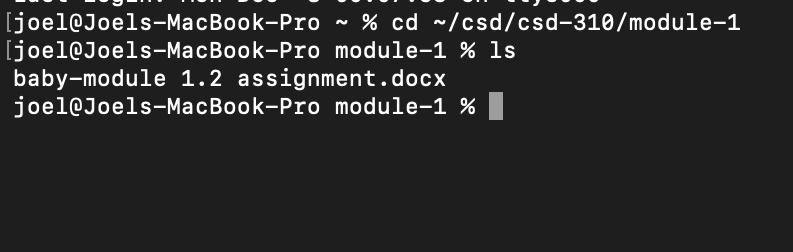 [joel@Joels-MacBook-Pro ~ % cd ~/csd/csd-310/module-1
[joel@Joels-MacBook-Pro module-1 % ls
baby-module 1.2 assignment.docx
joel@Joels-MacBook-Pro module-1 %